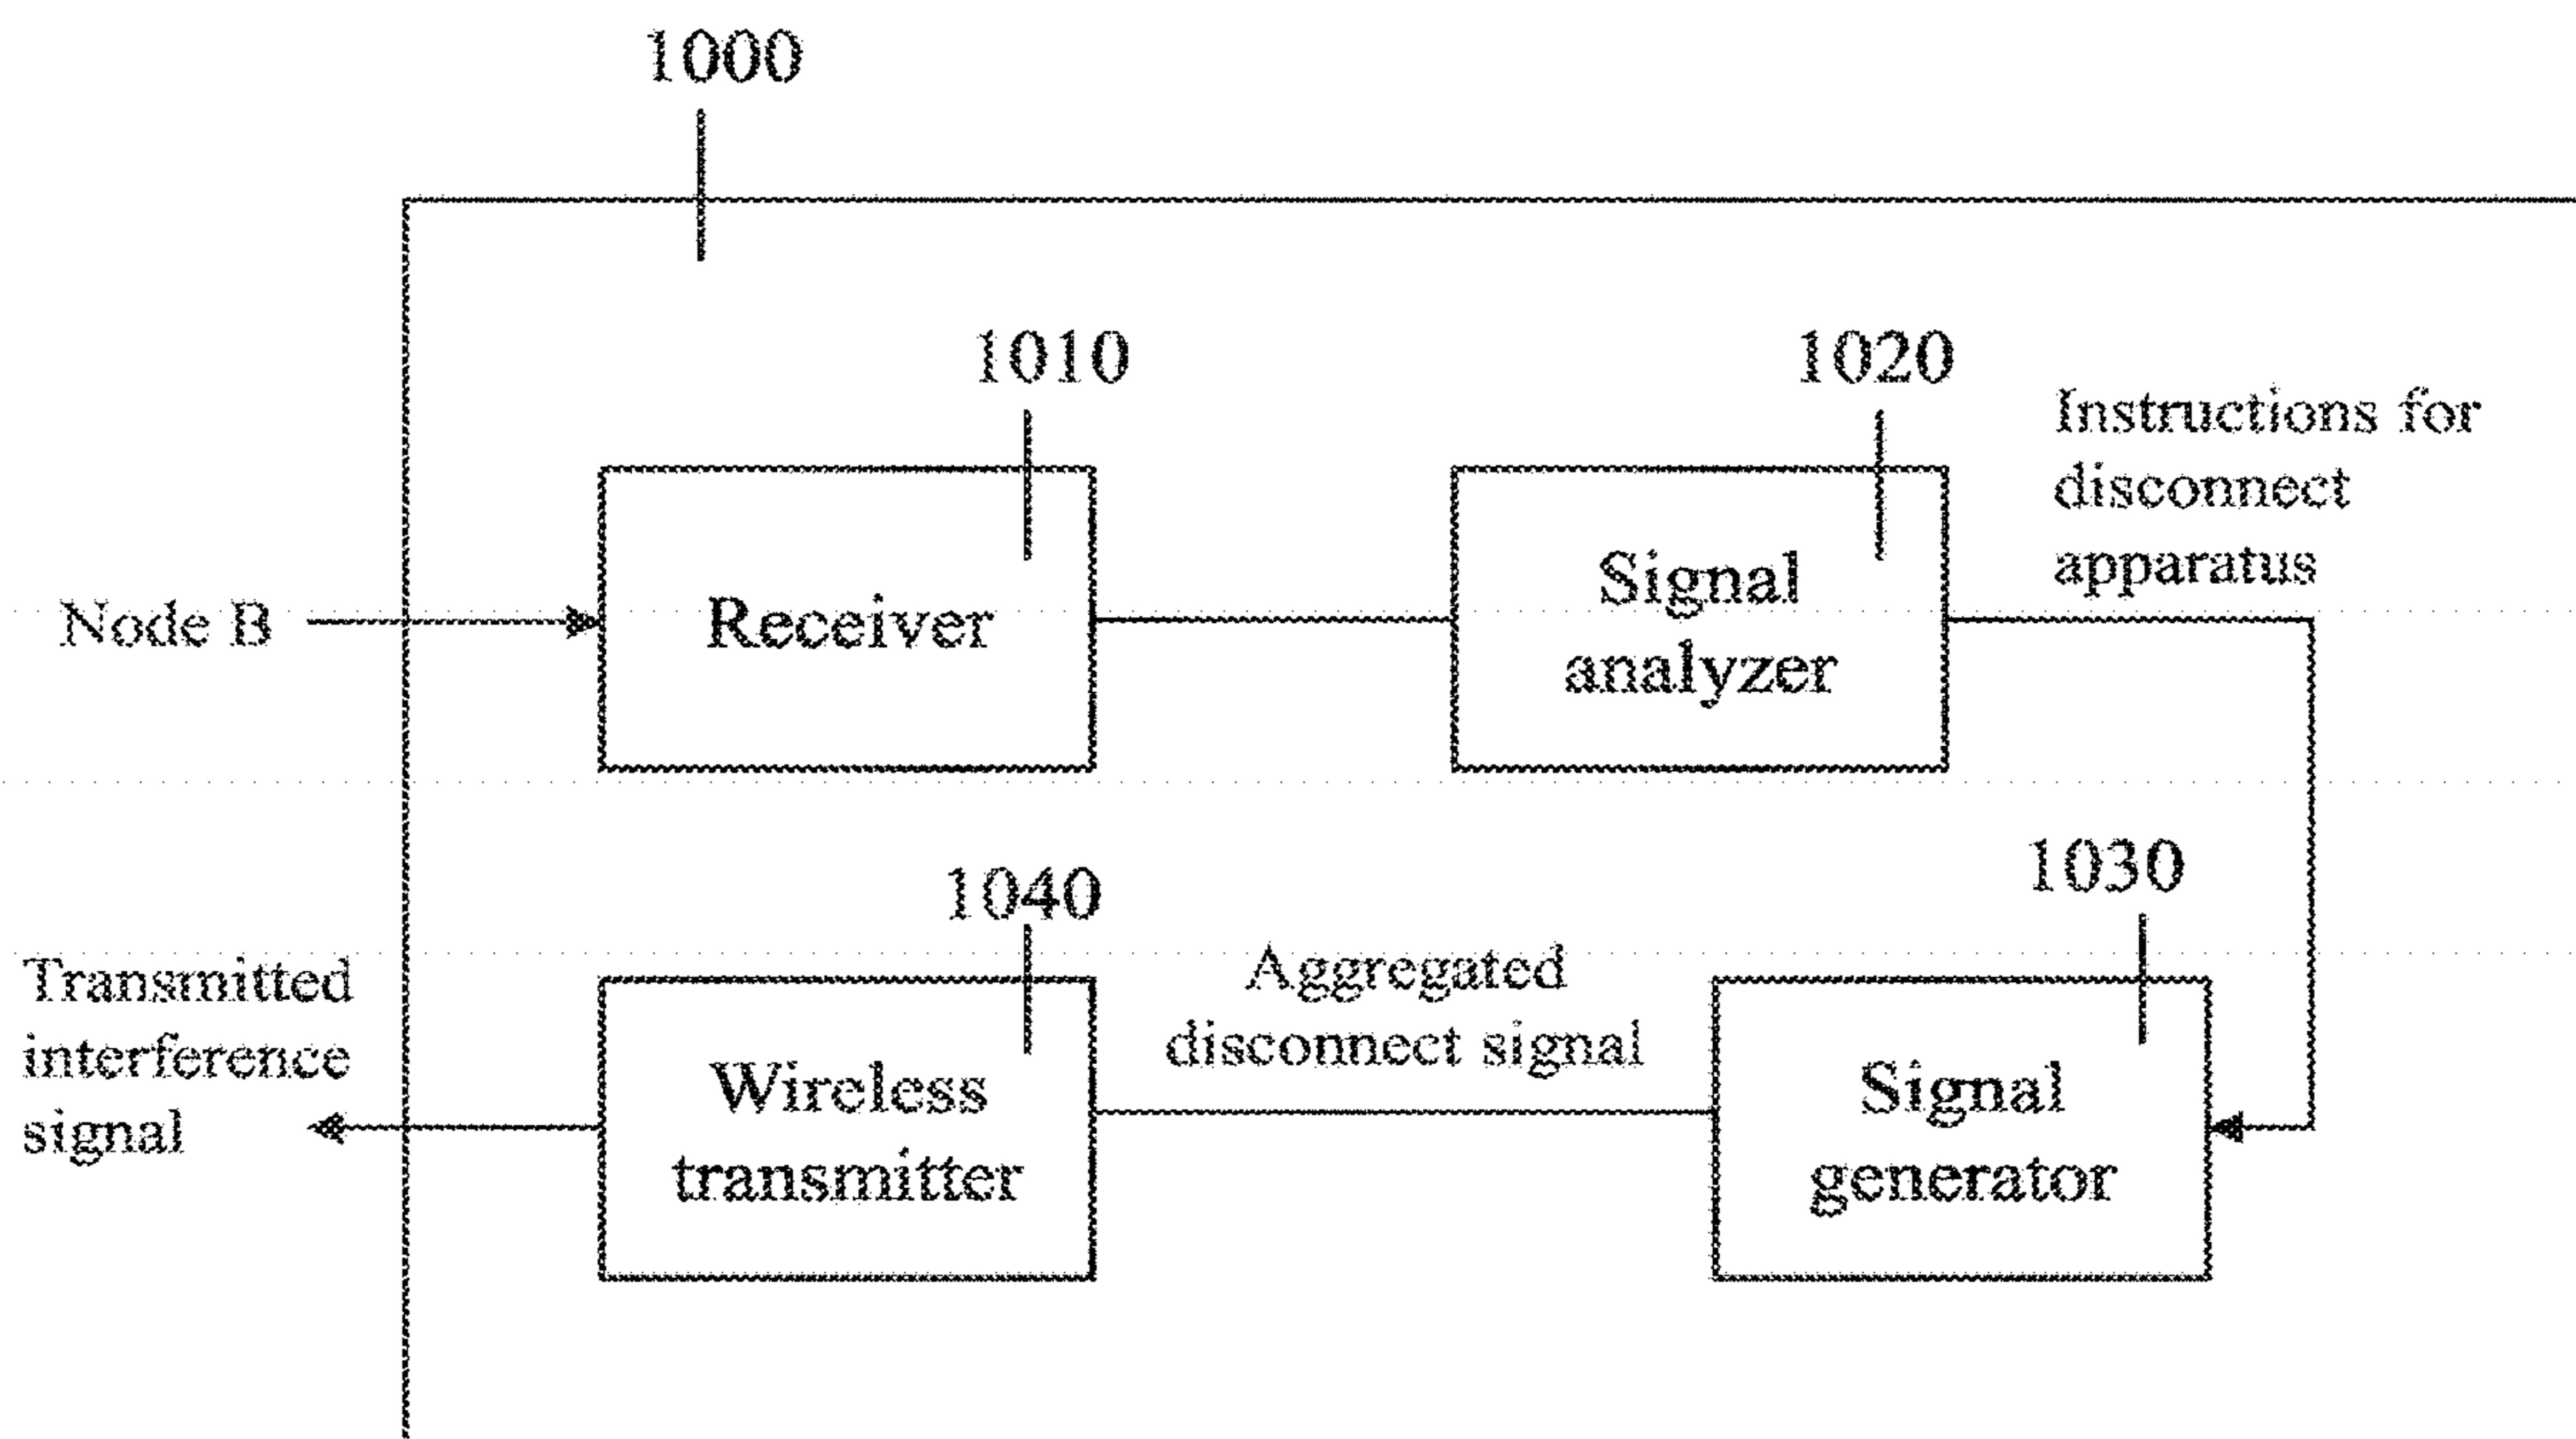 1000
1010
1020
Instructions for
disconnect
apparatus
Node B
Receiver
Signal
analyzer
1040
1030
Transmitted
interference
signal
Wireless
transmitter
Aggregated
disconnect signal
Signal
generator